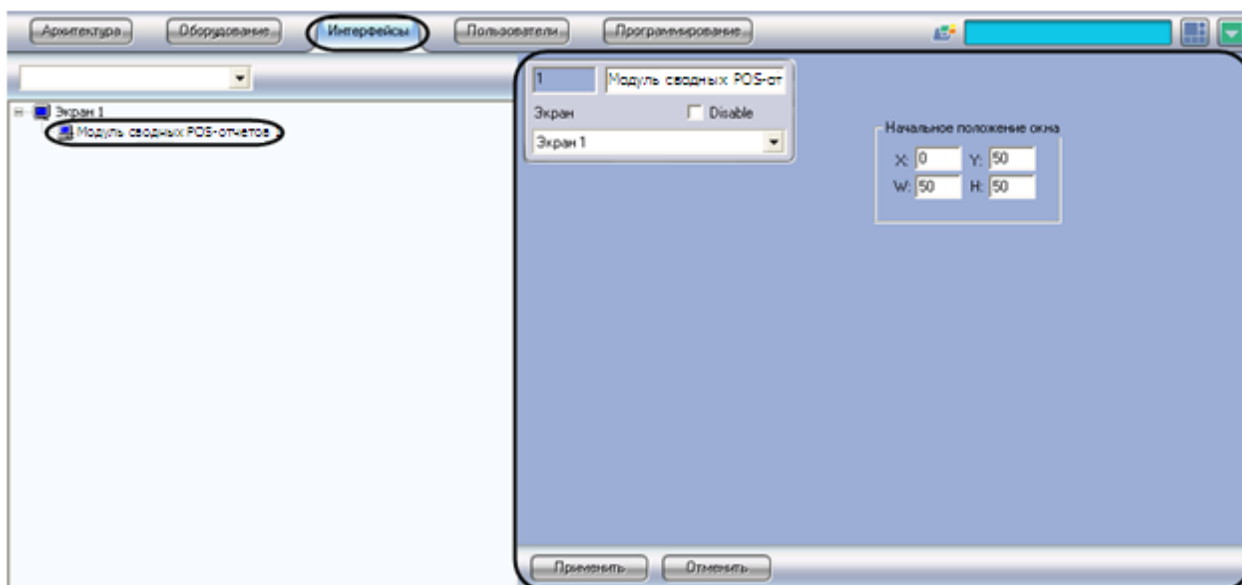 Архитектура Оборудование Интерфейсы Пользователи Программирование
Экран 1
Модуль сводных POS-отчетов
1 Модуль сводных POS-от
Экран Disable
Экран 1
Начальное положение окна
X: 0 Y: 50
W: 50 H: 50
Применить Отменить